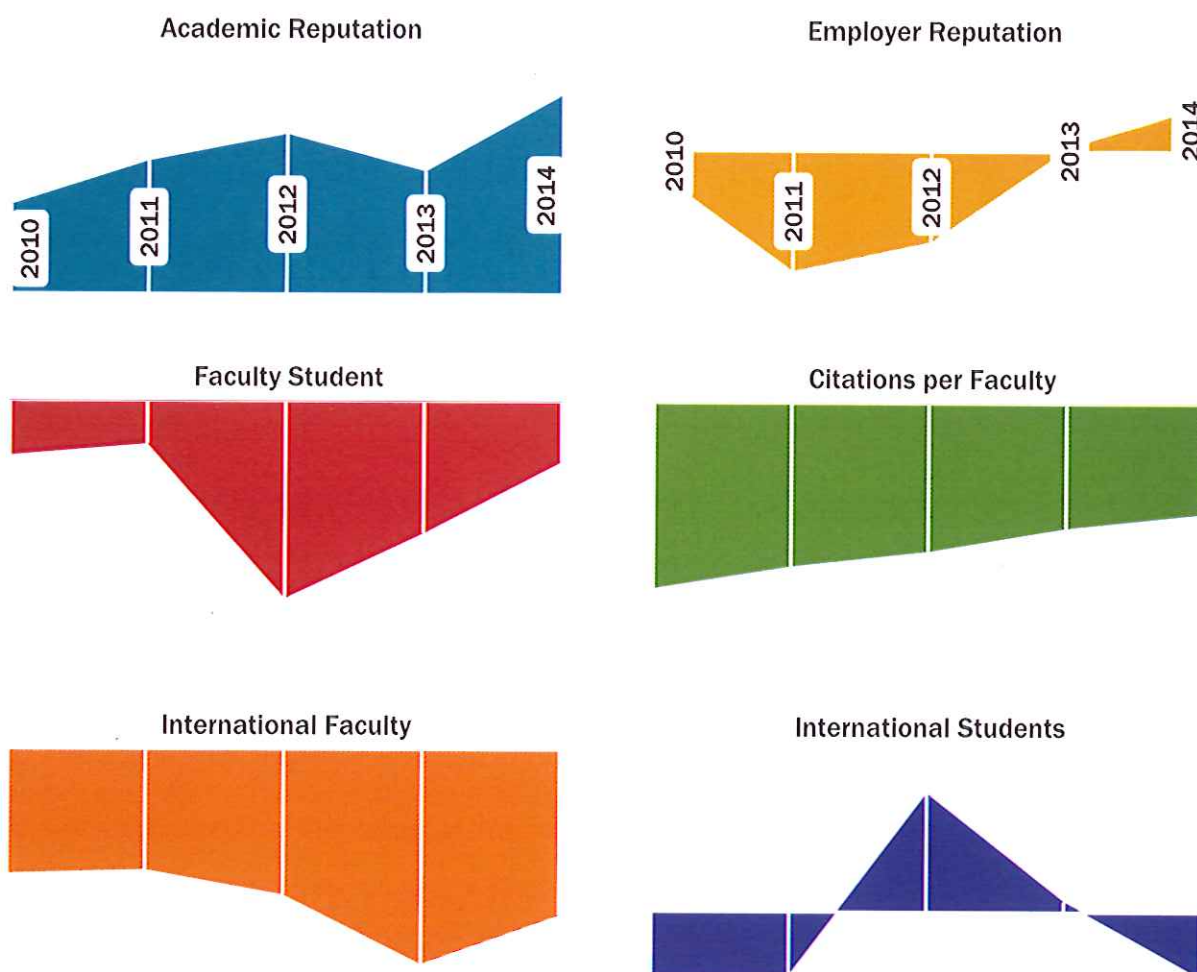 Academic Reputation
2010
2011
2012
2013
2014
Employer Reputation
2010
2011
2012
2013
2014
Faculty Student
Citations per Faculty
International Faculty
International Students